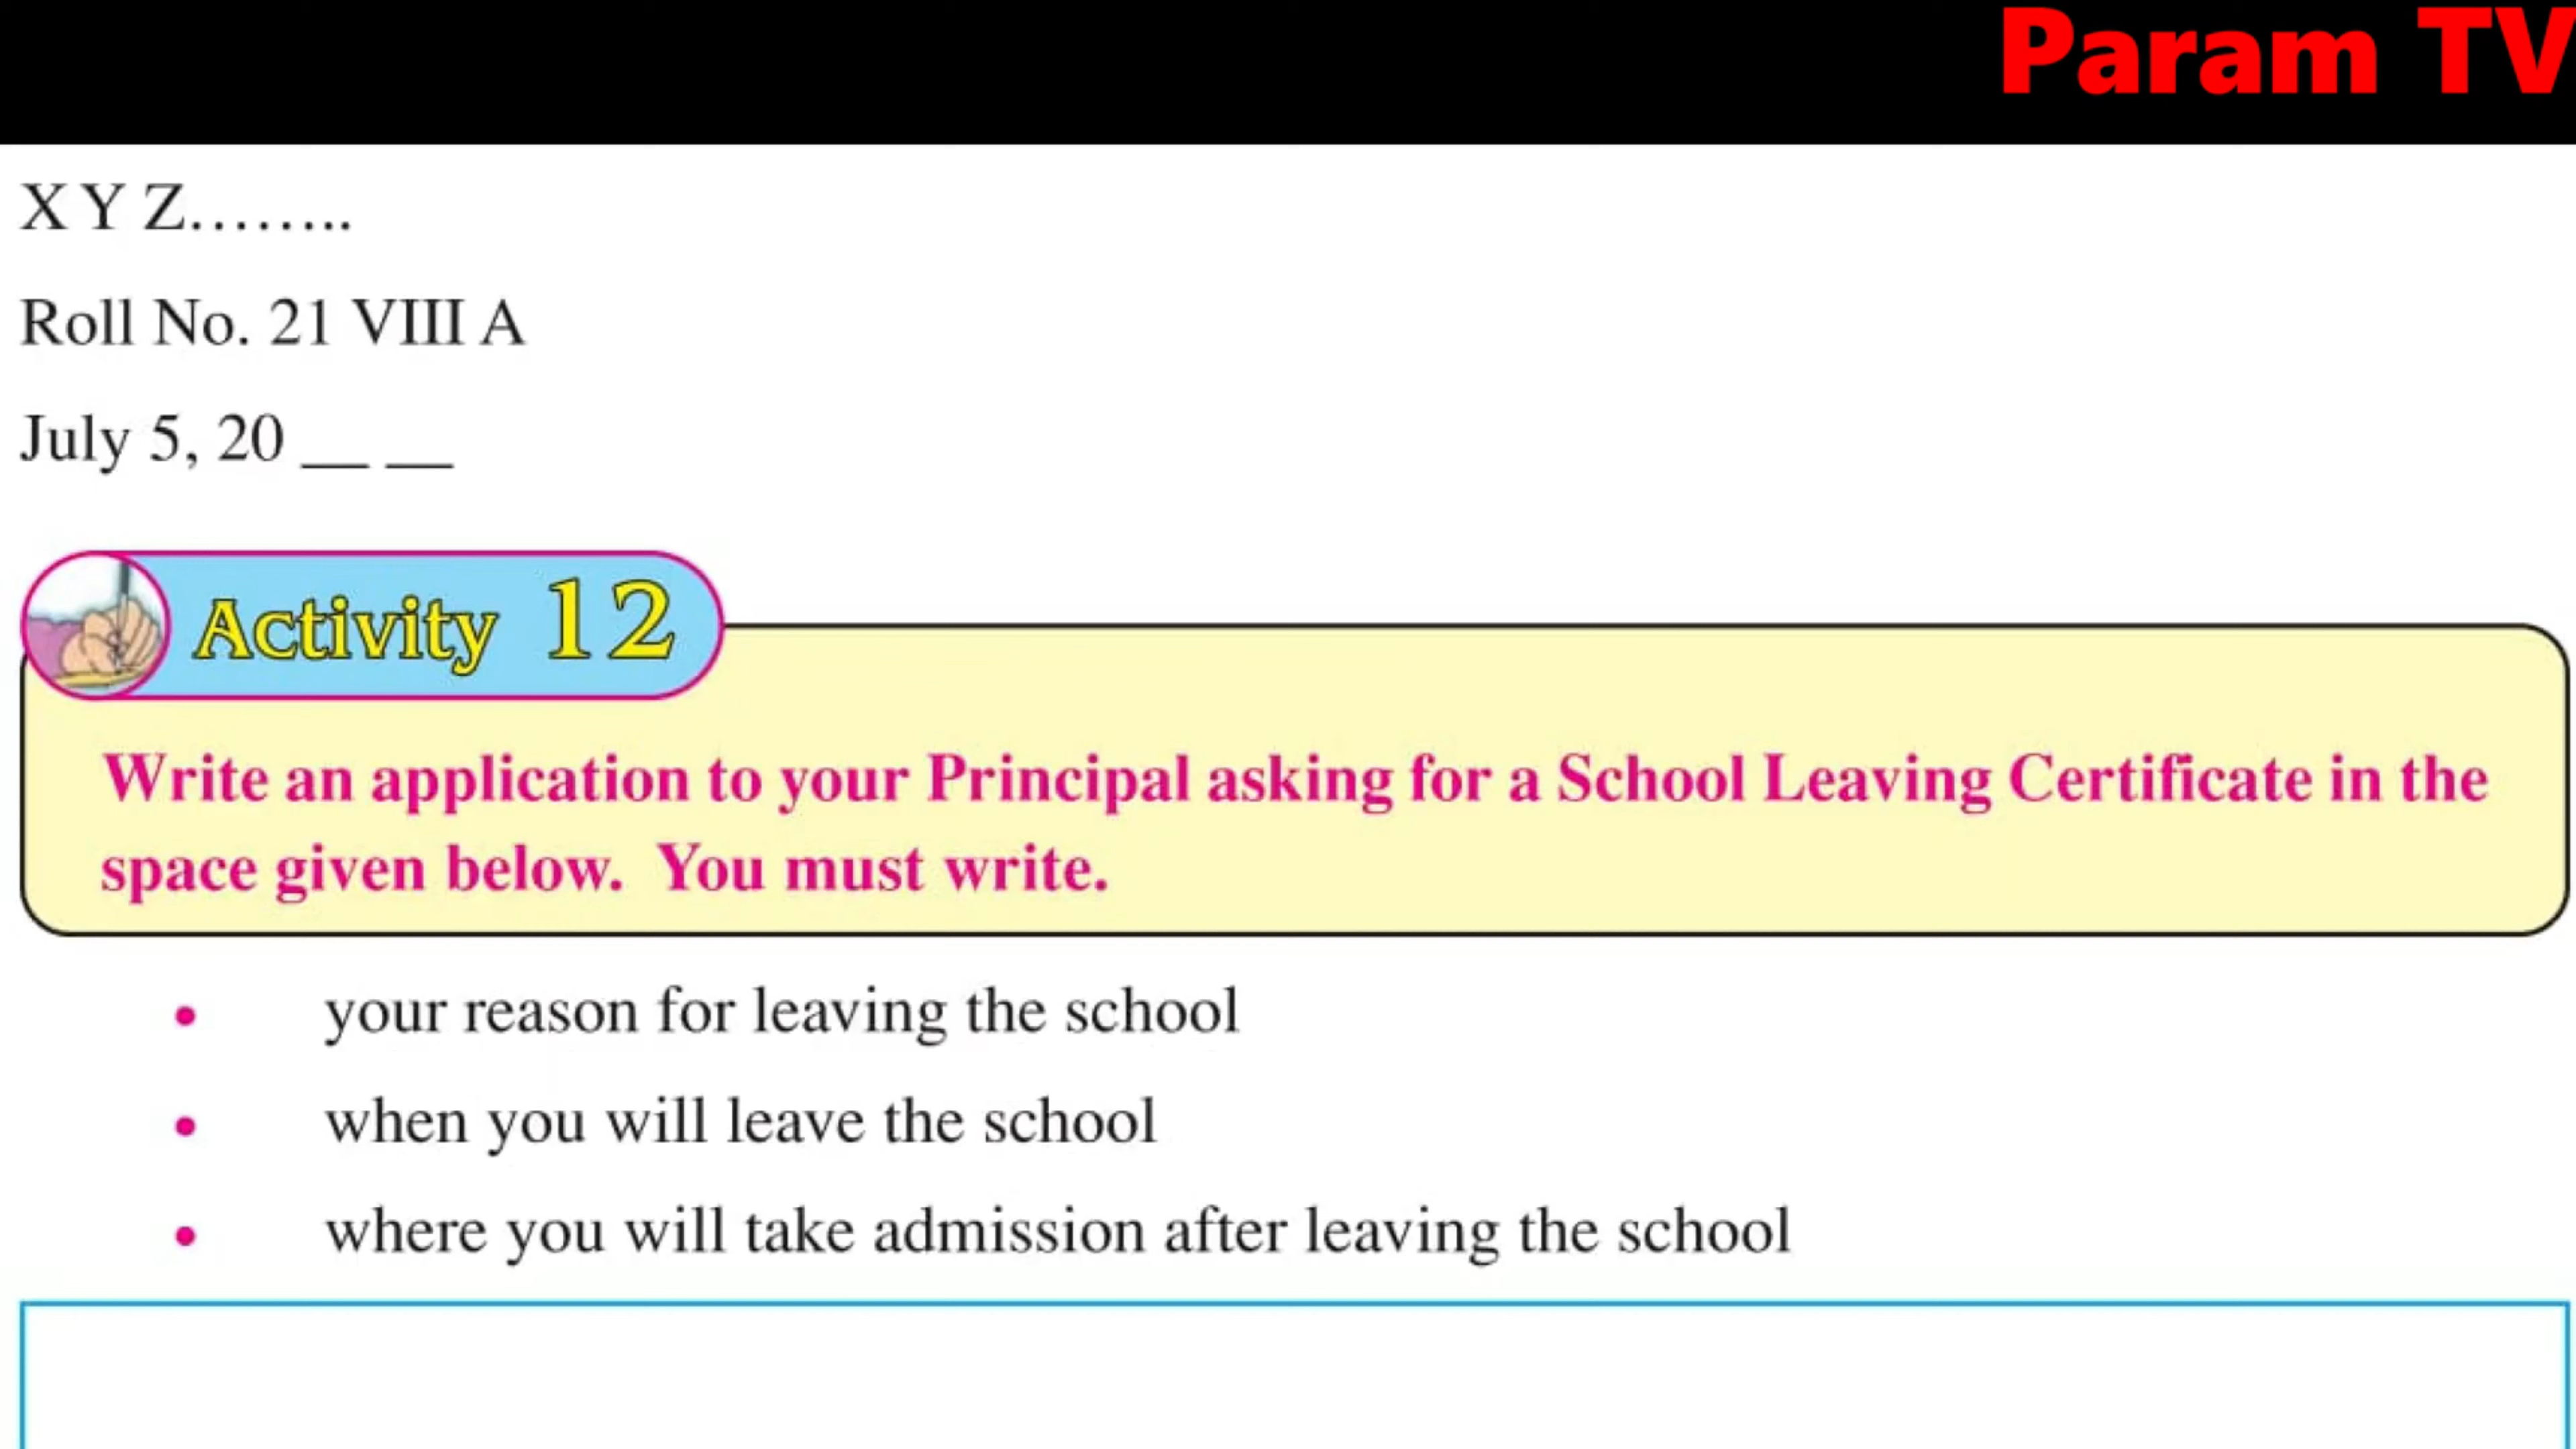 Param TV
X Y Z........
Roll No. 21 VIII A
July 5, 20 __ __
Activity 12
Write an application to your Principal asking for a School Leaving Certificate in the
space given below. You must write.
• your reason for leaving the school
• when you will leave the school
• where you will take admission after leaving the school